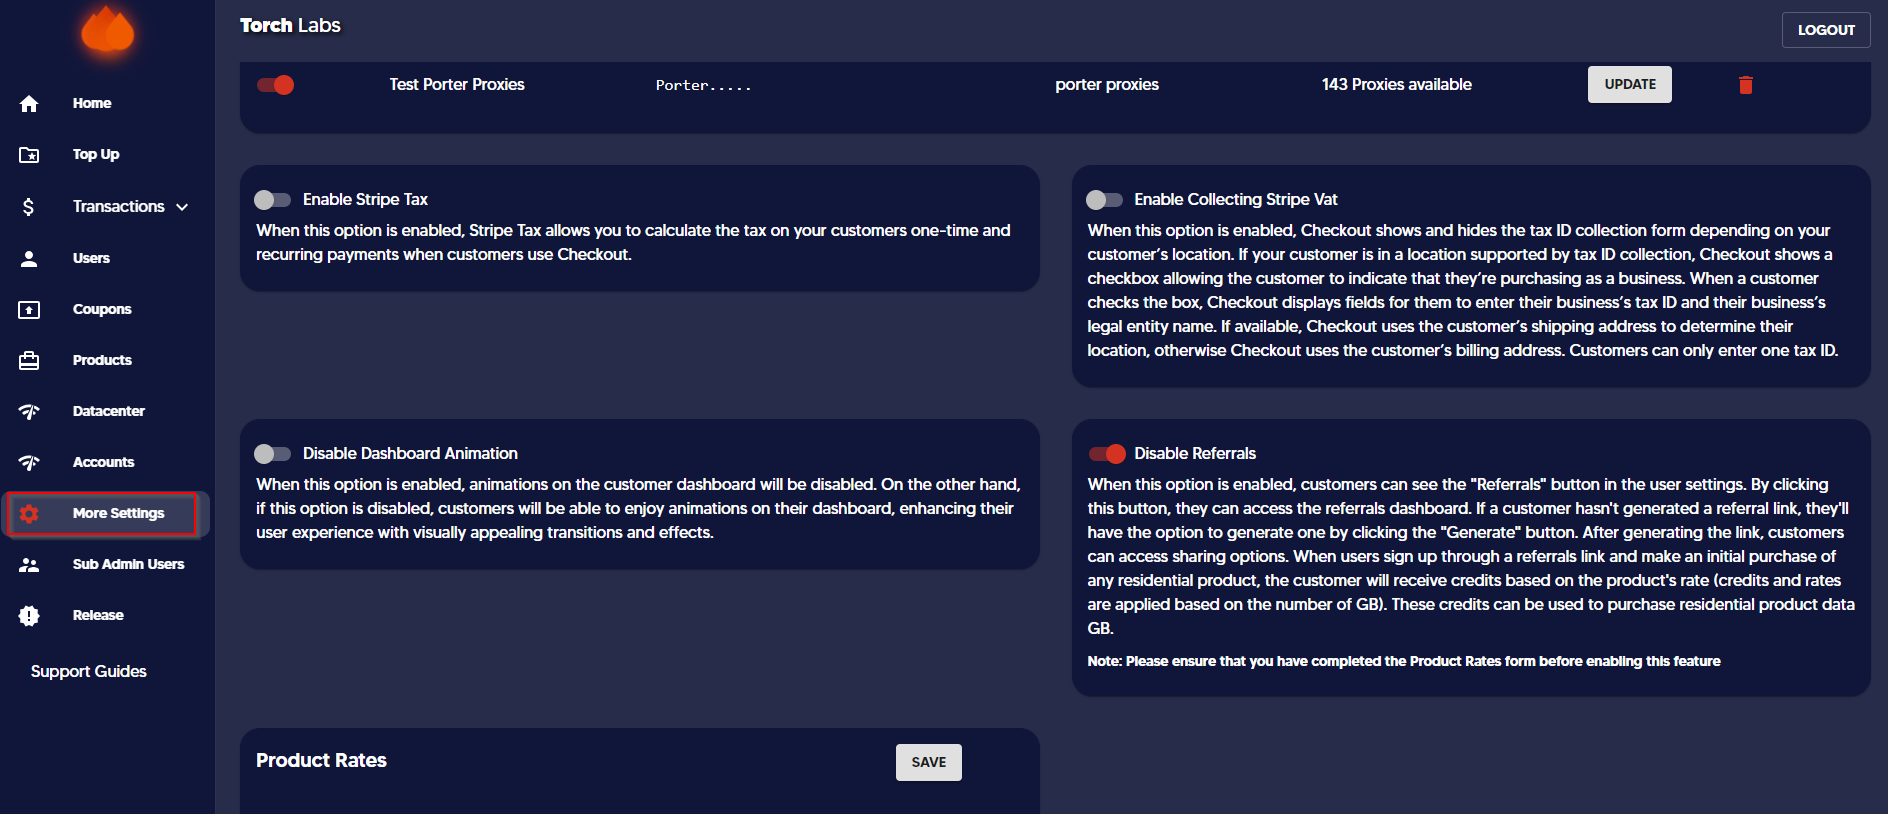 Torch Labs
LOGOUT
Home
Top Up
Transactions
Users
Coupons
Products
Datacenter
Accounts
More Settings
Sub Admin Users
Release
Support Guides
Test Porter Proxies Porter..... porter proxies 143 Proxies available UPDATE
Enable Stripe Tax
When this option is enabled, Stripe Tax allows you to calculate the tax on your customers one-time and
recurring payments when customers use Checkout.
Enable Collecting Stripe Vat
When this option is enabled, Checkout shows and hides the tax ID collection form depending on your
customer’s location. If your customer is in a location supported by tax ID collection, Checkout shows a
checkbox allowing the customer to indicate that they’re purchasing as a business. When a customer
checks the box, Checkout displays fields for them to enter their business’s tax ID and their business’s
legal entity name. If available, Checkout uses the customer’s shipping address to determine their
location, otherwise Checkout uses the customer’s billing address. Customers can only enter one tax ID.
Disable Dashboard Animation
When this option is enabled, animations on the customer dashboard will be disabled. On the other hand,
if this option is disabled, customers will be able to enjoy animations on their dashboard, enhancing their
user experience with visually appealing transitions and effects.
Disable Referrals
When this option is enabled, customers can see the "Referrals" button in the user settings. By clicking
this button, they can access the referrals dashboard. If a customer hasn't generated a referral link, they'll
have the option to generate one by clicking the "Generate" button. After generating the link, customers
can access sharing options. When users sign up through a referrals link and make an initial purchase of
any residential product, the customer will receive credits based on the product's rate (credits and rates
are applied based on the number of GB). These credits can be used to purchase residential product data
GB.
Note: Please ensure that you have completed the Product Rates form before enabling this feature
Product Rates
SAVE